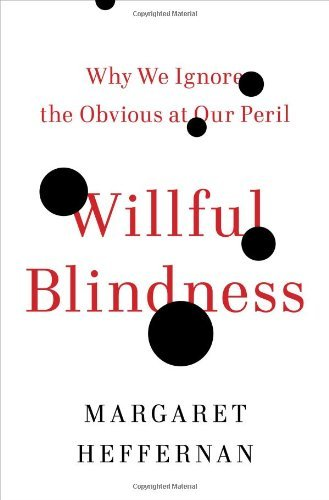 Why We Ignore
the Obvious at Our Peril
Willful
Blindness
MARGARET
HEFFERNAN